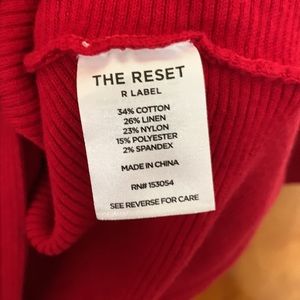 THE RESET
R LABEL
34% COTTON
26% LINEN
23% NYLON
15% POLYESTER
2% SPANDEX
MADE IN CHINA
RN# 153054
SEE REVERSE FOR CARE